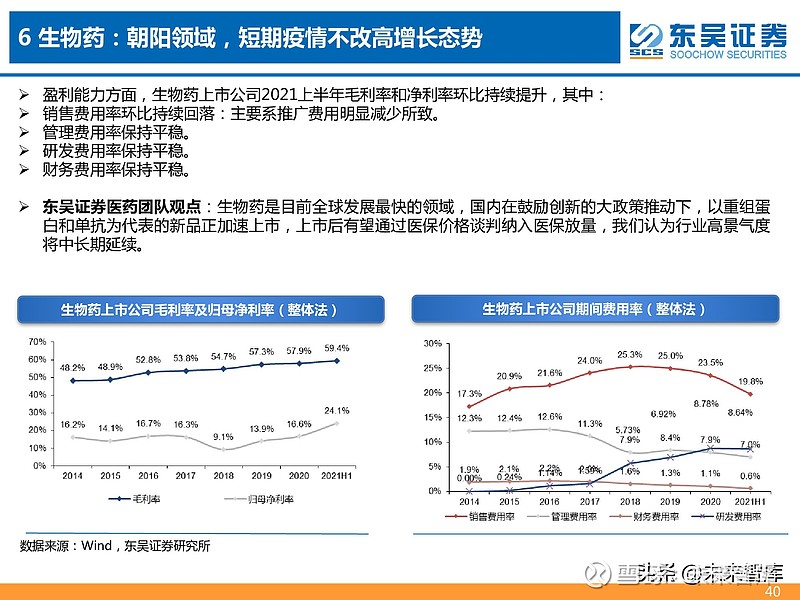 6 生物药：朝阳领域，短期疫情不改高增长态势
东吴证券
SCS
SOOCHOW SECURITIES
➢ 盈利能力方面，生物药上市公司2021上半年毛利率和净利率环比持续提升，其中：
➢ 销售费用率环比持续回落：主要系推广费用明显减少所致。
➢ 管理费用率保持平稳。
➢ 研发费用率保持平稳。
➢ 财务费用率保持平稳。
➢ 东吴证券医药团队观点：生物药是目前全球发展最快的领域，国内在鼓励创新的大政策推动下，以重组蛋
白和单抗为代表的新品正加速上市，上市后有望通过医保价格谈判纳入医保放量，我们认为行业高景气度
将中长期延续。
生物药上市公司毛利率及归母净利率（整体法）
70%
60%
50%
40%
30%
20%
10%
0%
48.2% 48.9% 52.8% 53.8% 54.7% 57.3% 57.9% 59.4%
16.2% 14.1% 16.7% 16.3% 9.1% 13.9% 16.6% 24.1%
2014 2015 2016 2017 2018 2019 2020 2021H1
毛利率 归母净利率
生物药上市公司期间费用率（整体法）
30%
25%
20%
15%
10%
5%
0%
17.3% 20.9% 21.6% 24.0% 25.3% 25.0% 23.5% 19.8%
12.3% 12.4% 12.6% 11.3% 7.9% 8.4% 7.9% 7.0%
5.73% 6.92% 8.78% 8.64%
1.9% 2.1% 2.2% 2.0% 1.6% 1.3% 1.1% 0.6%
0.00% 0.24% 1.14%
2014 2015 2016 2017 2018 2019 2020 2021H1
销售费用率 管理费用率 财务费用率 研发费用率
数据来源：Wind，东吴证券研究所
头条 @未来智库
40